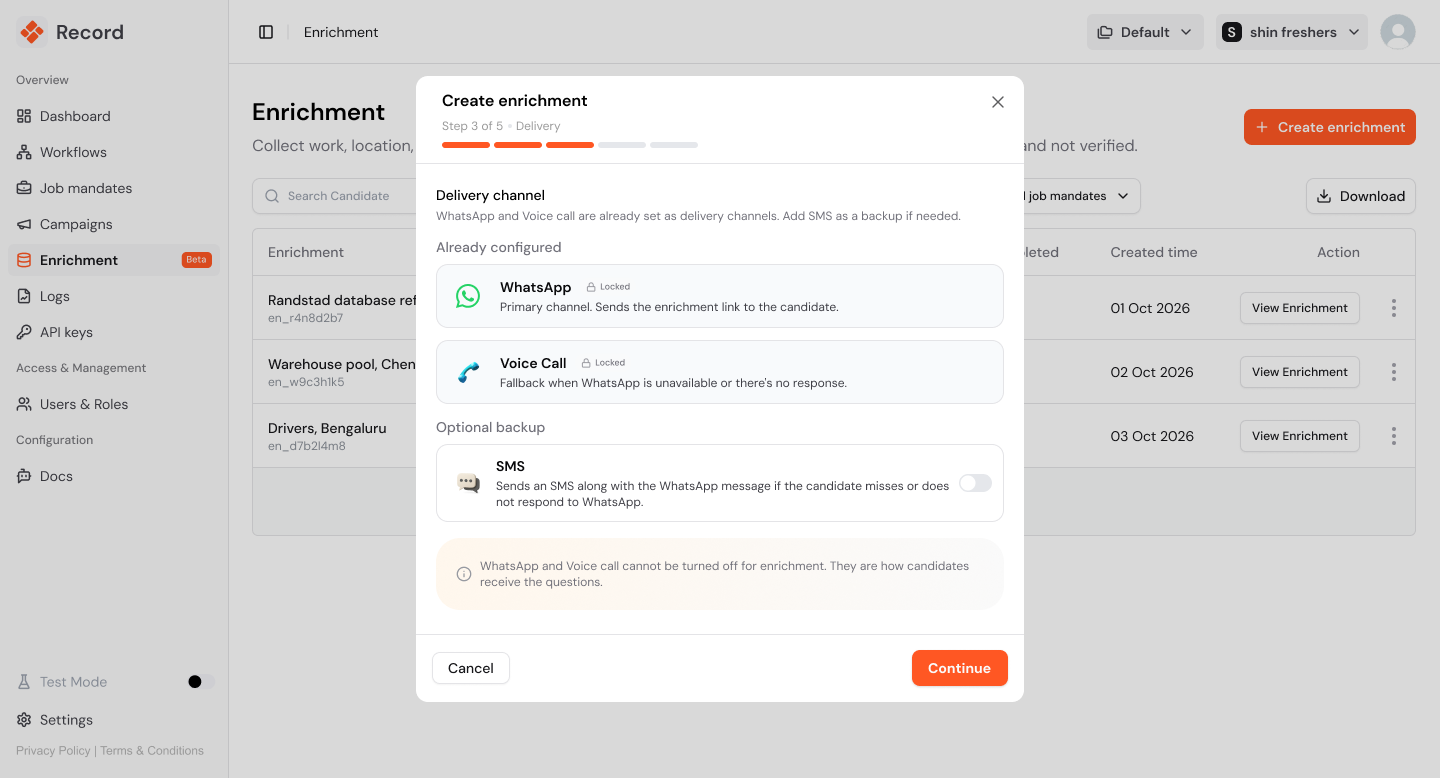 Record
Enrichment
Default
S
shin freshers
Overview
Dashboard
Workflows
Job mandates
Campaigns
Enrichment
Beta
Logs
API keys
Access & Management
Users & Roles
Configuration
Docs
Test Mode
Settings
Privacy Policy | Terms & Conditions
Enrichment
Collect work, location,
and not verified.
Create enrichment
Search Candidate
job mandates
Download
Enrichment
Created time
Action
Randstad database
en_r4n8d2b7
01 Oct 2026
View Enrichment
Warehouse pool,
en_w9c3h1k5
02 Oct 2026
View Enrichment
Drivers, Bengaluru
en_d7b2l4m8
03 Oct 2026
View Enrichment
Create enrichment
Step 3 of 5 • Delivery
Delivery channel
WhatsApp and Voice call are already set as delivery channels. Add SMS as a backup if needed.
Already configured
WhatsApp
Locked
Primary channel. Sends the enrichment link to the candidate.
Voice Call
Locked
Fallback when WhatsApp is unavailable or there's no response.
Optional backup
SMS
Sends an SMS along with the WhatsApp message if the candidate misses or does
not respond to WhatsApp.
WhatsApp and Voice call cannot be turned off for enrichment. They are how candidates
receive the questions.
Cancel
Continue